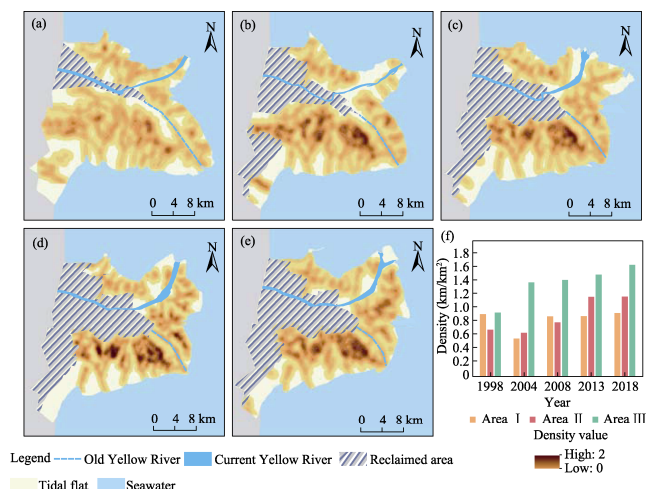 (a)
N
0 4 8 km
(b)
N
0 4 8 km
(c)
N
0 4 8 km
(d)
N
0 4 8 km
(e)
N
0 4 8 km
(f)
Density (km/km²)
1.8
1.6
1.4
1.2
1.0
0.8
0.6
0.4
0.2
0
1998 2004 2008 2013 2018
Year
Area Ⅰ Area Ⅱ Area Ⅲ
Density value
High: 2
Low: 0
Legend Old Yellow River Current Yellow River Reclaimed area
Tidal flat Seawater